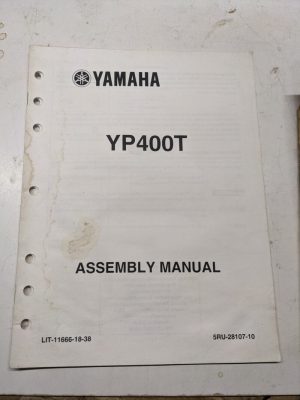 YAMAHA
YP400T
ASSEMBLY MANUAL
LIT-11666-18-38
5RU-28107-10